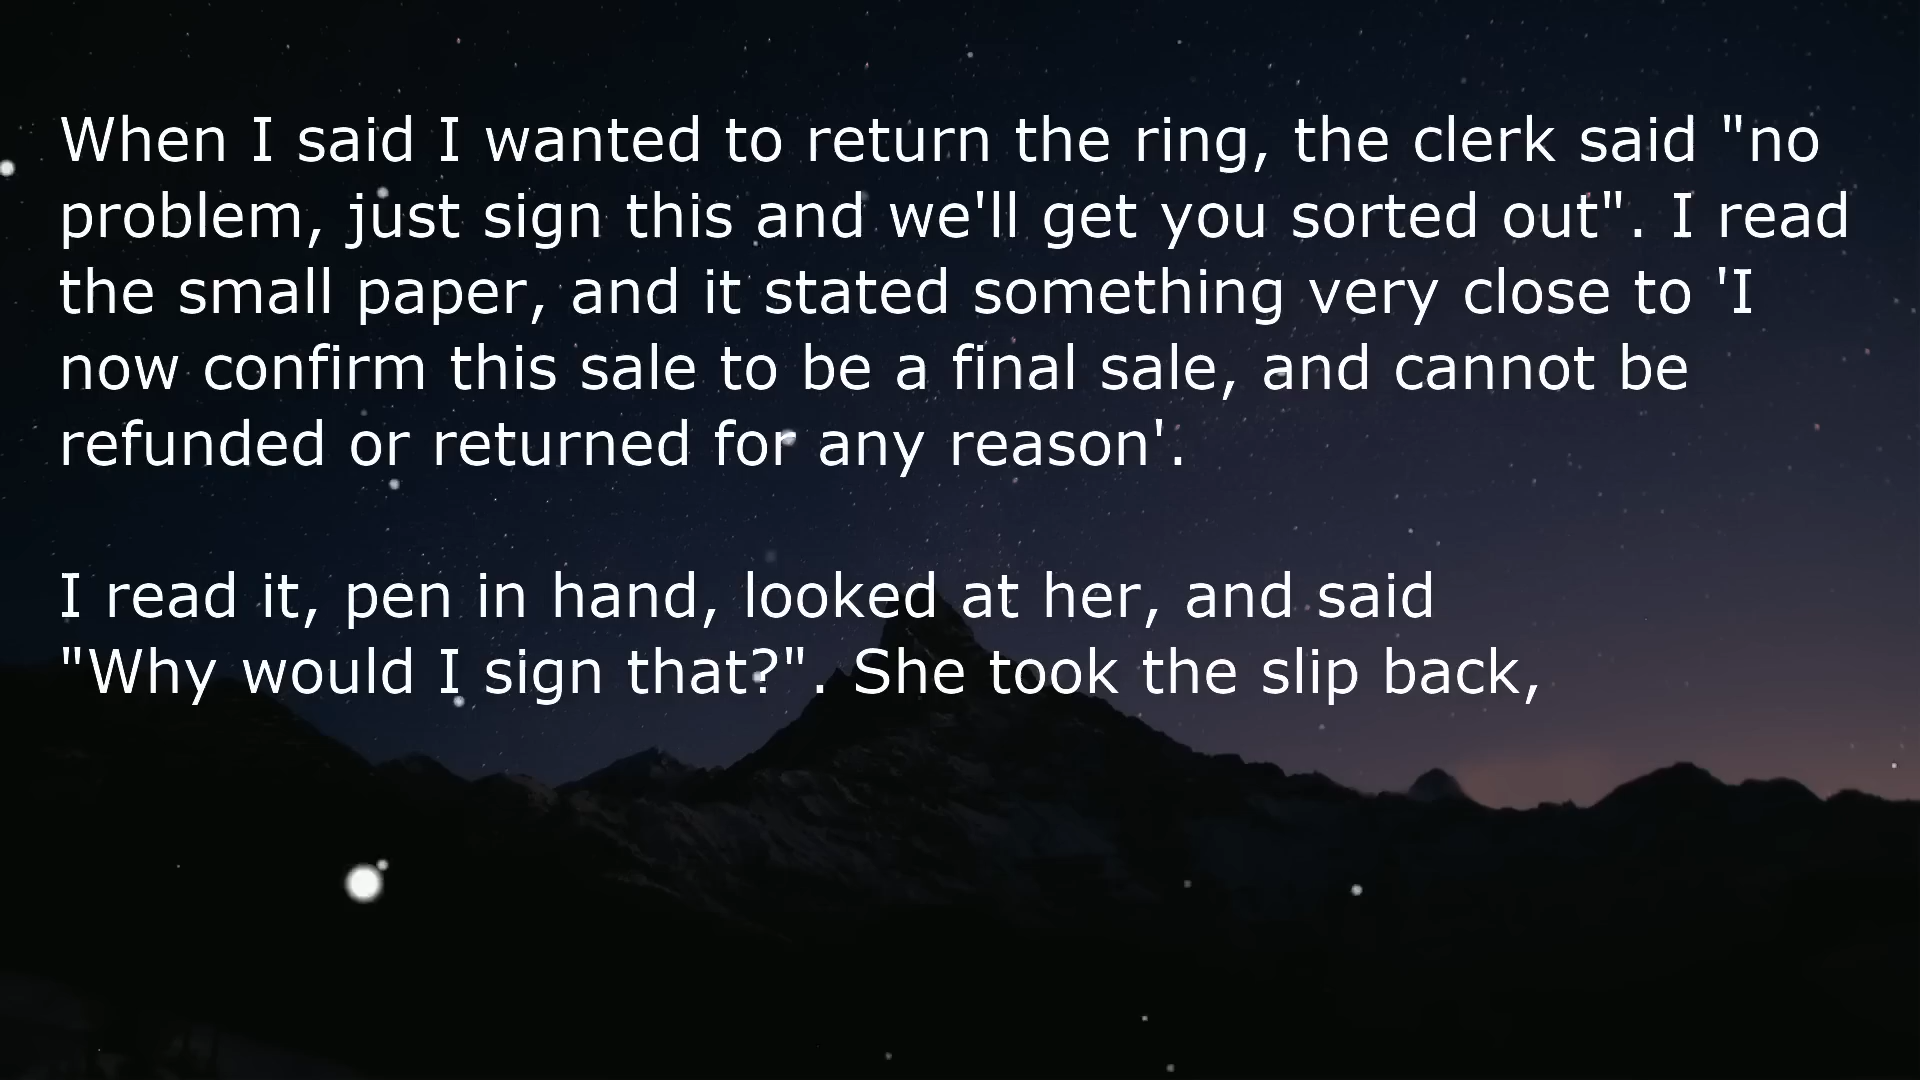 When I said I wanted to return the ring, the clerk said "no
problem, just sign this and we'll get you sorted out". I read
the small paper, and it stated something very close to 'I
now confirm this sale to be a final sale, and cannot be
refunded or returned for any reason'.
I read it, pen in hand, looked at her, and said
"Why would I sign that?". She took the slip back,